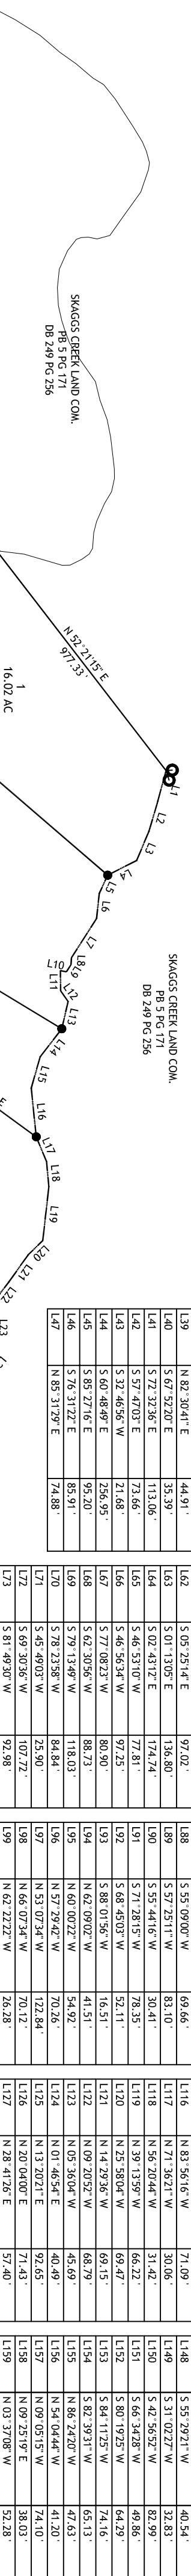 SKAGGS CREEK LAND COM.
PB 5 PG 171
DB 249 PG 256
N 52°21'15" E
977.33'
1
16.02 AC
SKAGGS CREEK LAND COM.
PB 5 PG 171
DB 249 PG 256
L1
L2
L3
L4
L5
L6
L7
L8
L9
L10
L11
L12
L13
L14
L15
L16
L17
L18
L19
L20
L21
L22
L23
L39 N 82°30'41" E 44.91'
L40 S 67°52'20" E 35.39'
L41 S 72°32'36" E 113.06'
L42 S 57°47'03" E 73.66'
L43 S 32°46'56" W 21.68'
L44 S 60°48'49" E 256.95'
L45 S 85°27'16" E 95.20'
L46 S 76°31'22" E 85.91'
L47 N 85°31'29" E 74.88'
L62 S 05°25'14" E 97.02'
L63 S 01°13'05" E 136.80'
L64 S 02°43'12" E 174.74'
L65 S 46°53'10" W 77.81'
L66 S 46°56'34" W 97.25'
L67 S 77°08'23" W 80.90'
L68 S 62°30'56" W 88.73'
L69 S 79°13'49" W 118.03'
L70 S 78°23'58" W 84.84'
L71 S 45°49'03" W 25.90'
L72 S 69°30'36" W 107.72'
L73 S 81°49'30" W 92.98'
L88 S 55°09'00" W 69.66'
L89 S 57°25'11" W 83.10'
L90 S 55°44'16" W 30.41'
L91 S 71°28'15" W 78.35'
L92 S 68°45'03" W 52.11'
L93 S 88°01'56" W 16.51'
L94 N 62°09'02" W 41.51'
L95 N 60°00'22" W 54.92'
L96 N 57°29'42" W 70.26'
L97 N 53°07'34" W 122.84'
L98 N 66°07'34" W 70.12'
L99 N 62°22'22" W 26.28'
L116 N 83°56'16" W 71.09'
L117 N 71°36'21" W 30.06'
L118 N 56°20'44" W 31.42'
L119 N 39°13'59" W 66.22'
L120 N 25°58'04" W 69.47'
L121 N 14°29'36" W 69.15'
L122 N 09°20'52" W 68.79'
L123 N 05°36'04" W 45.69'
L124 N 01°46'54" E 40.49'
L125 N 13°20'21" E 92.65'
L126 N 20°04'00" E 71.43'
L127 N 28°41'26" E 57.40'
L148 S 55°29'21" W 40.54'
L149 S 31°02'27" W 32.83'
L150 S 42°56'52" W 82.99'
L151 S 66°34'28" W 49.86'
L152 S 80°19'25" W 64.29'
L153 S 84°11'25" W 74.16'
L154 S 82°39'31" W 65.13'
L155 N 86°24'20" W 47.63'
L156 N 54°04'44" W 41.20'
L157 N 09°05'15" W 74.10'
L158 N 09°25'19" E 38.03'
L159 N 03°37'08" W 52.28'